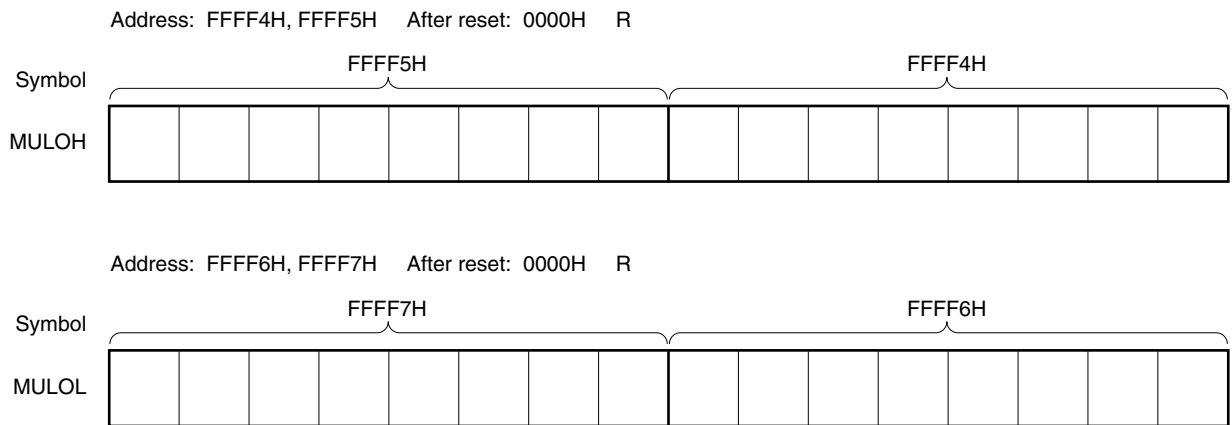 Address: FFFF4H, FFFF5H After reset: 0000H R
FFFF5H FFFF4H
Symbol
MULOH
Address: FFFF6H, FFFF7H After reset: 0000H R
FFFF7H FFFF6H
Symbol
MULOL